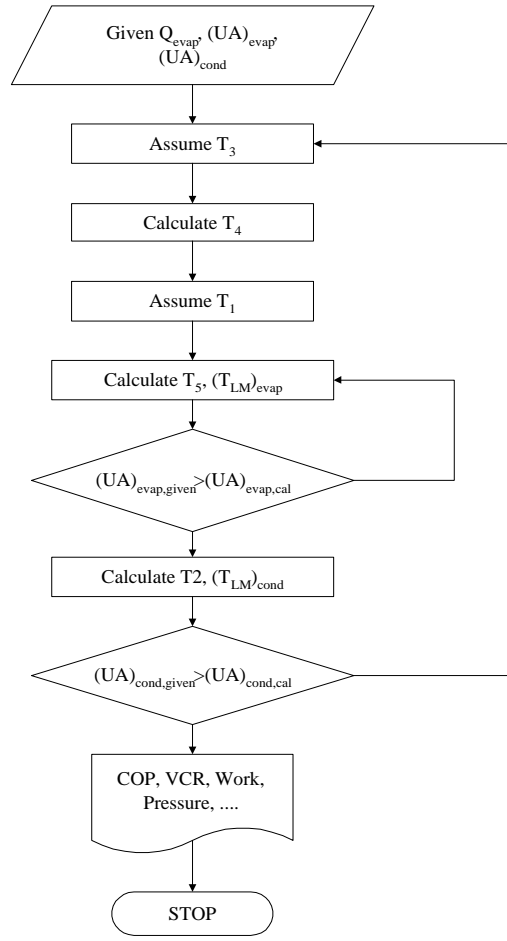 Given Q_evap, (UA)_evap,
(UA)_cond
Assume T_3
Calculate T_4
Assume T_1
Calculate T_5, (T_LM)_evap
(UA)_evap,given>(UA)_evap,cal
Calculate T2, (T_LM)_cond
(UA)_cond,given>(UA)_cond,cal
COP, VCR, Work,
Pressure, ....
STOP